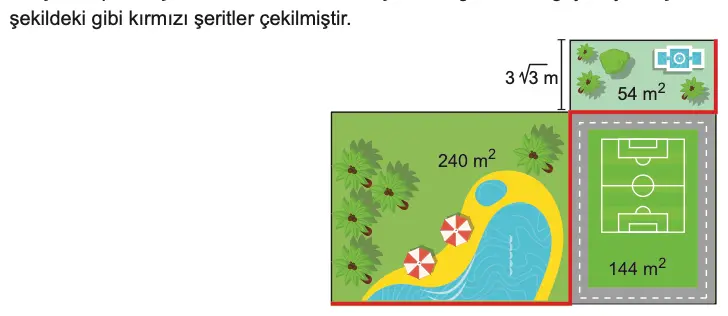 şekildeki gibi kırmızı şeritler çekilmiştir.
3 √3 m
54 m²
240 m²
144 m²